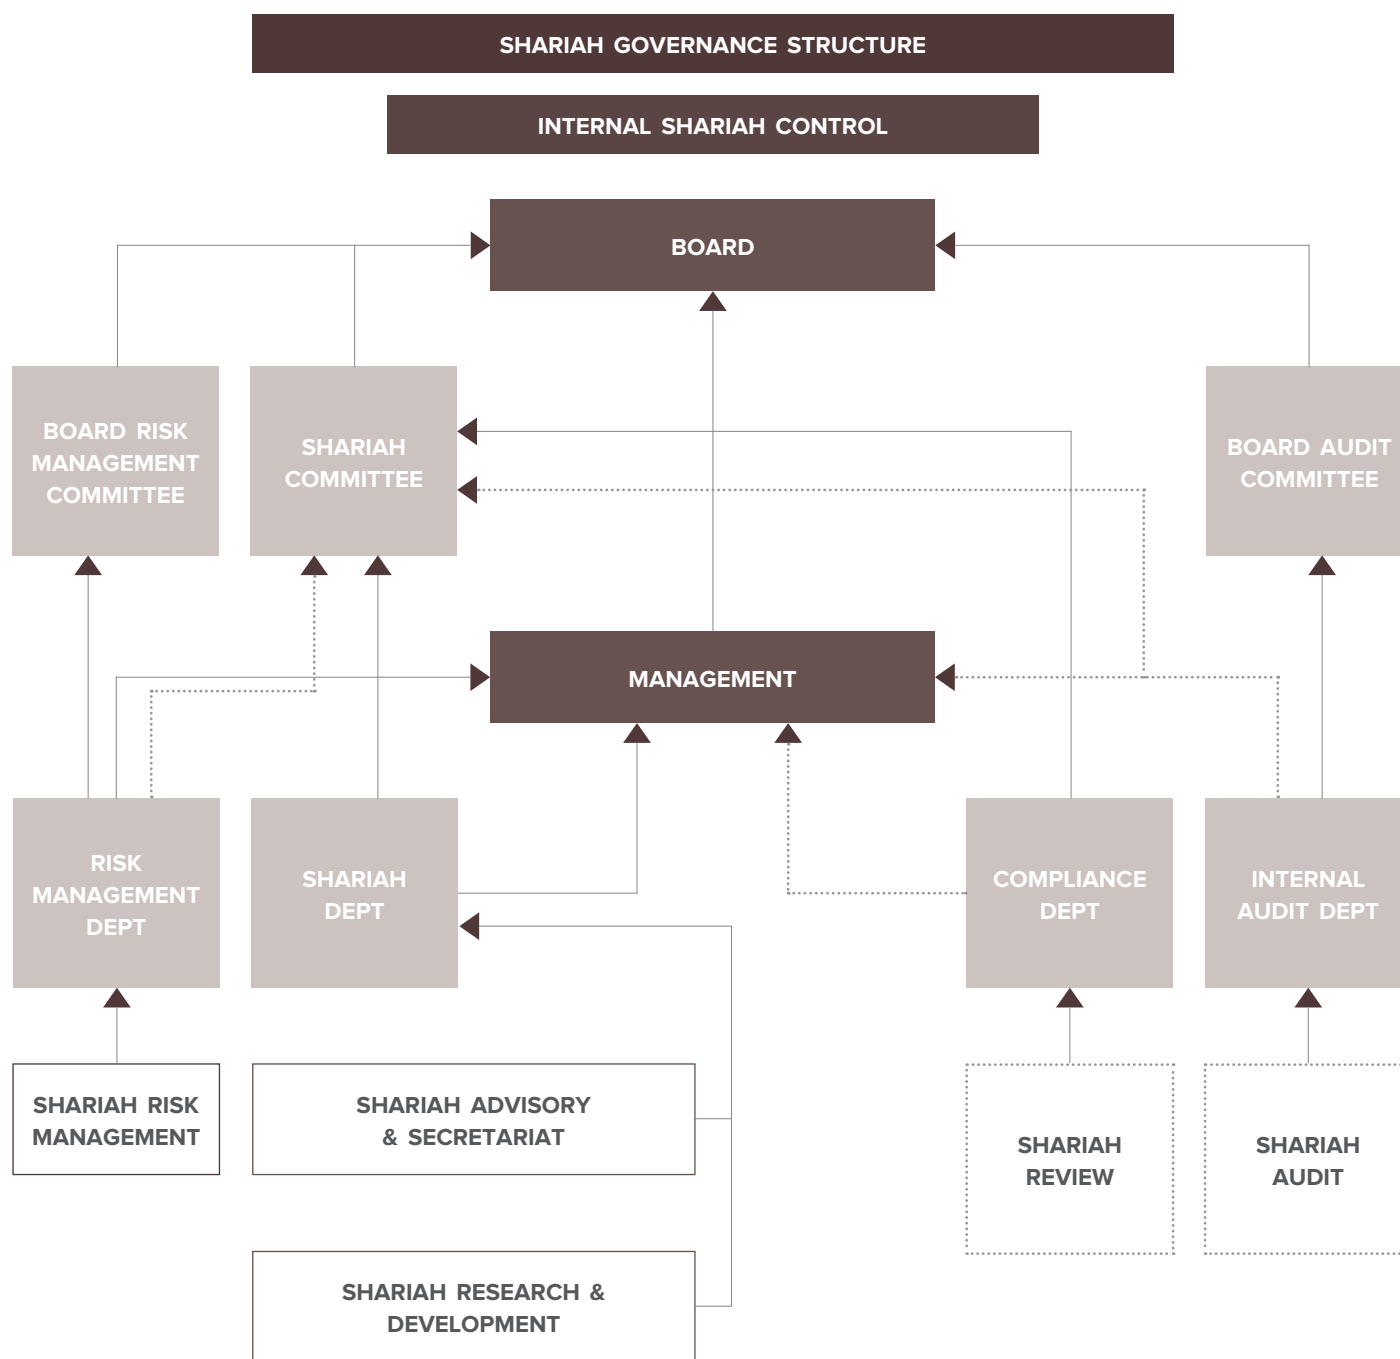 SHARIAH GOVERNANCE STRUCTURE
INTERNAL SHARIAH CONTROL
BOARD
BOARD RISK
MANAGEMENT
COMMITTEE
SHARIAH
COMMITTEE
BOARD AUDIT
COMMITTEE
MANAGEMENT
RISK
MANAGEMENT
DEPT
SHARIAH
DEPT
COMPLIANCE
DEPT
INTERNAL
AUDIT DEPT
SHARIAH RISK
MANAGEMENT
SHARIAH ADVISORY
& SECRETARIAT
SHARIAH
REVIEW
SHARIAH
AUDIT
SHARIAH RESEARCH &
DEVELOPMENT